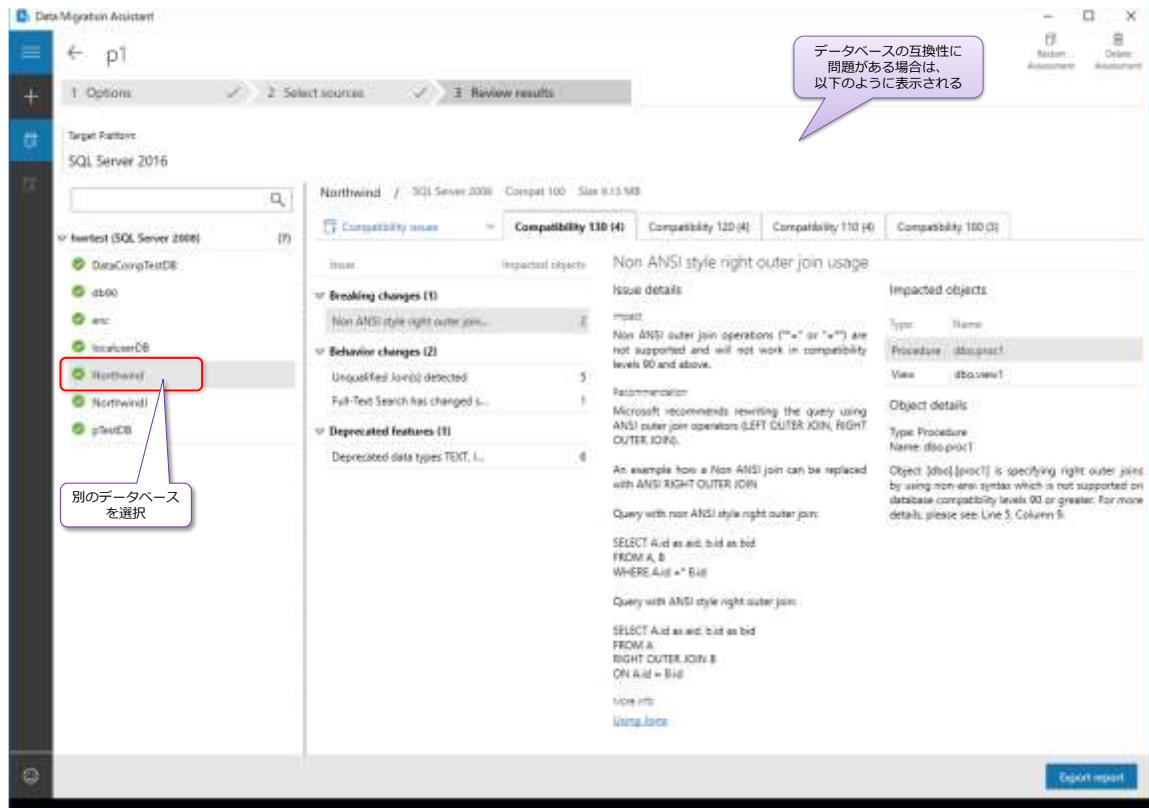 Data Migration Assistant
p1
データベースの互換性に
問題がある場合は、
以下のように表示される
Restart Assessment
Delete Assessment
1 Options
2 Select sources
3 Review results
Target Platform
SQL Server 2016
Northwind / SQL Server 2008 Compat 100 Size 9.13 MB
Compatibility issues
Compatibility 130 (4)
Compatibility 120 (4)
Compatibility 110 (4)
Compatibility 100 (3)
(SQL Server 2008) (7)
DataCompTestDB
db90
enc
localuserDB
Northwind
NorthwindJ
pTestDB
別のデータベース
を選択
Issue Impacted objects
Breaking changes (1)
Non ANSI style right outer join... 2
Behavior changes (2)
Unqualified Join(s) detected 5
Full-Text Search has changed s... 1
Deprecated features (1)
Deprecated data types TEXT, I... 6
Non ANSI style right outer join usage
Issue details
Impact
Non ANSI outer join operations ("*=" or "=*") are
not supported and will not work in compatibility
levels 90 and above.
Recommendation
Microsoft recommends rewriting the query using
ANSI outer join operators (LEFT OUTER JOIN, RIGHT
OUTER JOIN).
An example how a Non ANSI join can be replaced
with ANSI RIGHT OUTER JOIN
Query with non ANSI style right outer join:
SELECT A.id as aid, b.id as bid
FROM A, B
WHERE A.id =* B.id
Query with ANSI style right outer join:
SELECT A.id as aid, b.id as bid
FROM A
RIGHT OUTER JOIN B
ON A.id = B.id
More info
Using Joins
Impacted objects
Type Name
Procedure dbo.proc1
View dbo.view1
Object details
Type: Procedure
Name: dbo.proc1
Object [dbo].[proc1] is specifying right outer joins
by using non-ansi syntax which is not supported on
database compatibility levels 90 or greater. For more
details, please see: Line 5, Column 9.
Export report